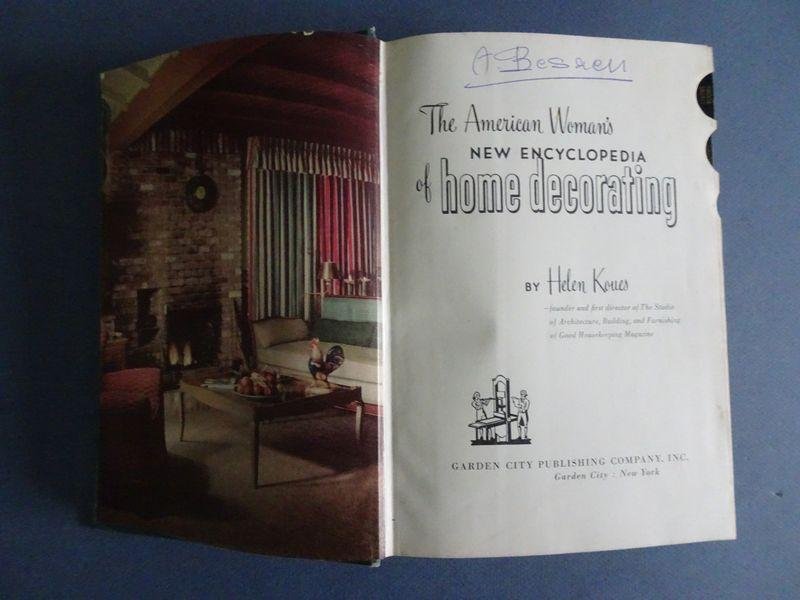 The American Woman's
NEW ENCYCLOPEDIA
of home decorating
BY Helen Koues
—founder and first director of The Studio
of Architecture, Building, and Furnishing
of Good Housekeeping Magazine
GARDEN CITY PUBLISHING COMPANY, INC.
Garden City : New York